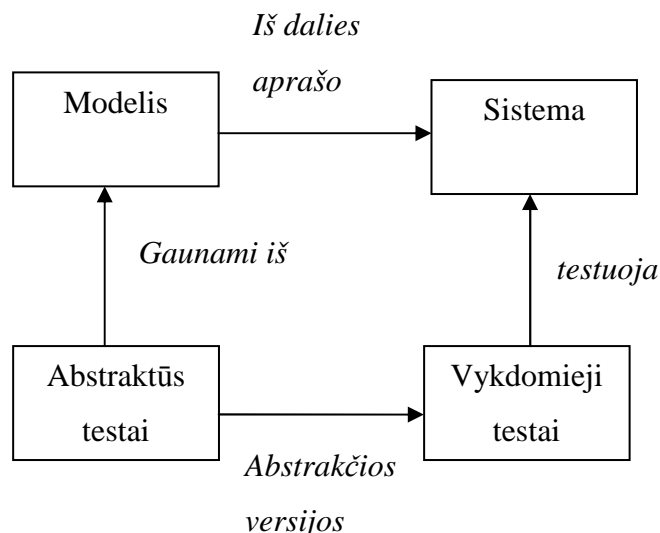 Iš dalies
aprašo
Modelis
Sistema
Gaunami iš
testuoja
Abstraktūs
testai
Vykdomieji
testai
Abstrakčios
versijos